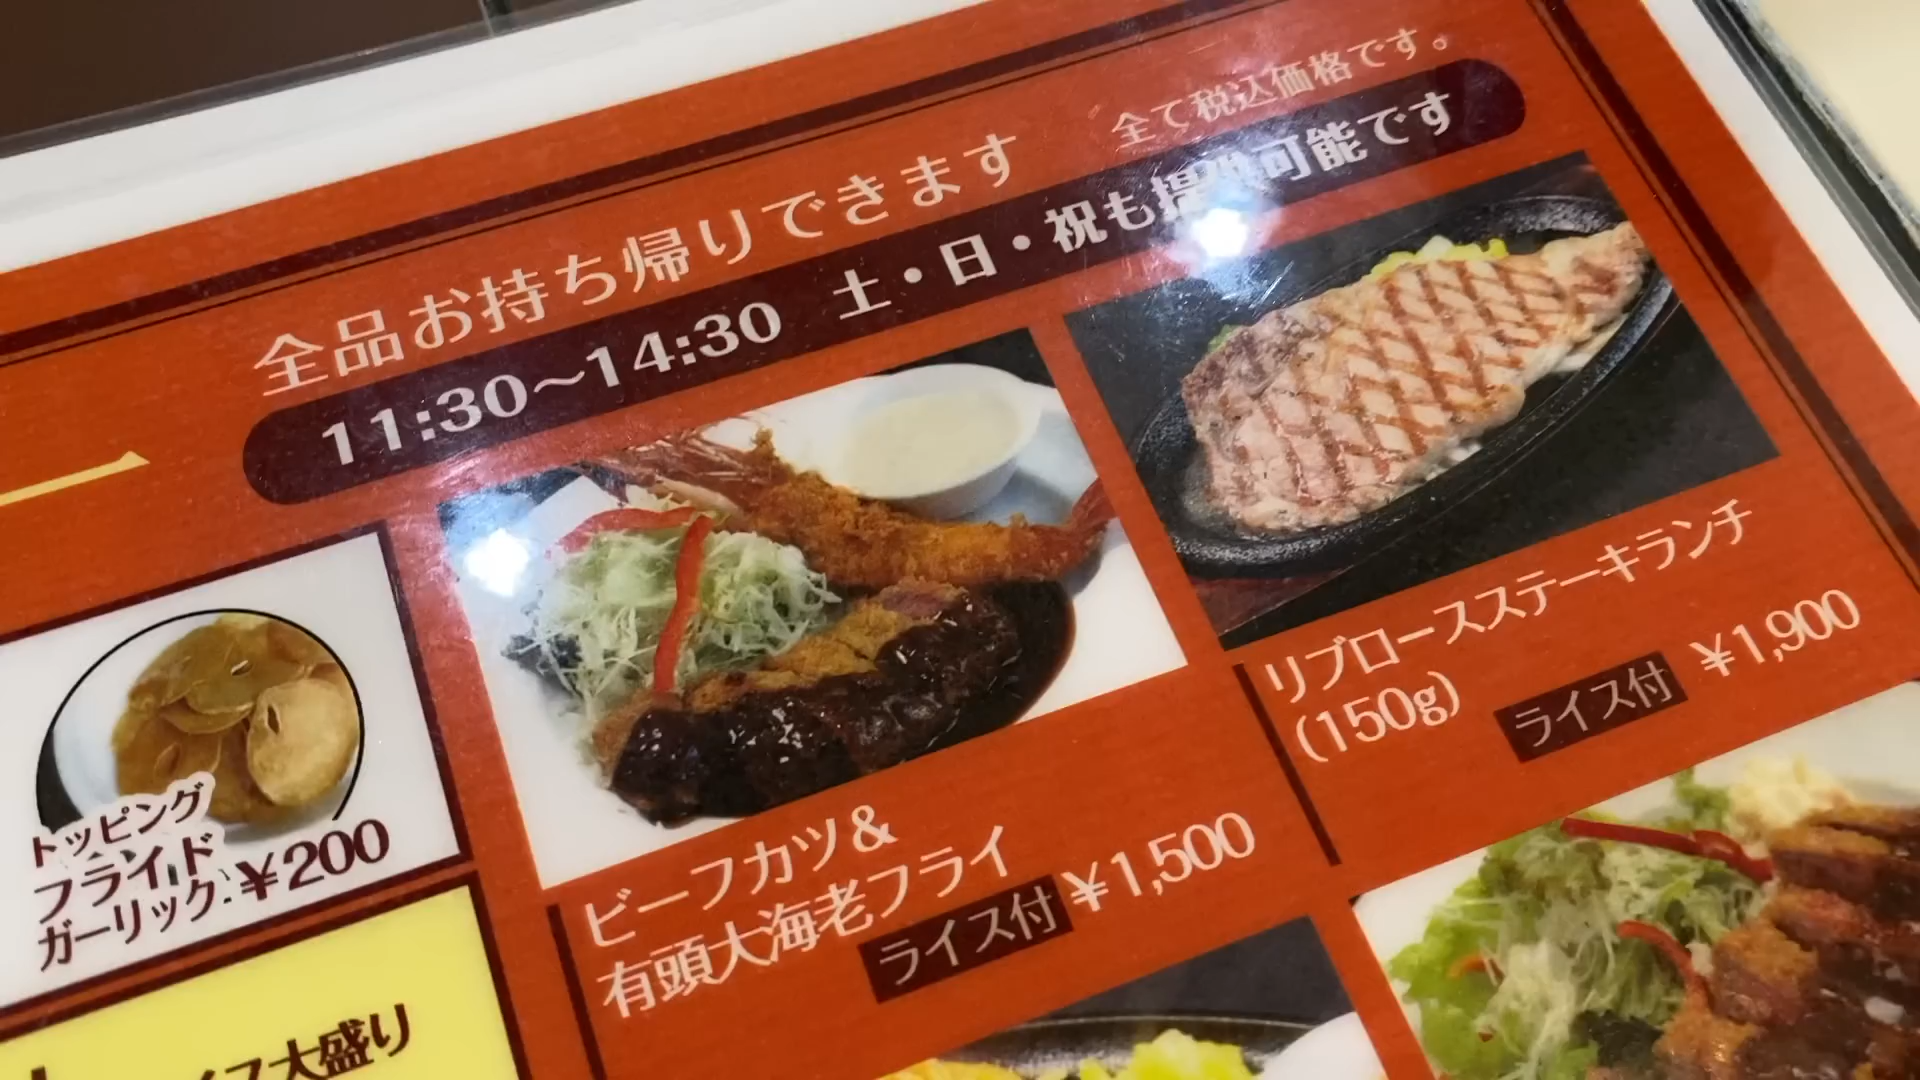 全て税込価格です。
全品お持ち帰りできます
11:30～14:30 土・日・祝も提供可能です
リブロースステーキランチ
(150g) ライス付 ¥1,900
ビーフカツ&
有頭大海老フライ
ライス付 ¥1,500
トッピング
フライド
ガーリック ¥200
大盛り